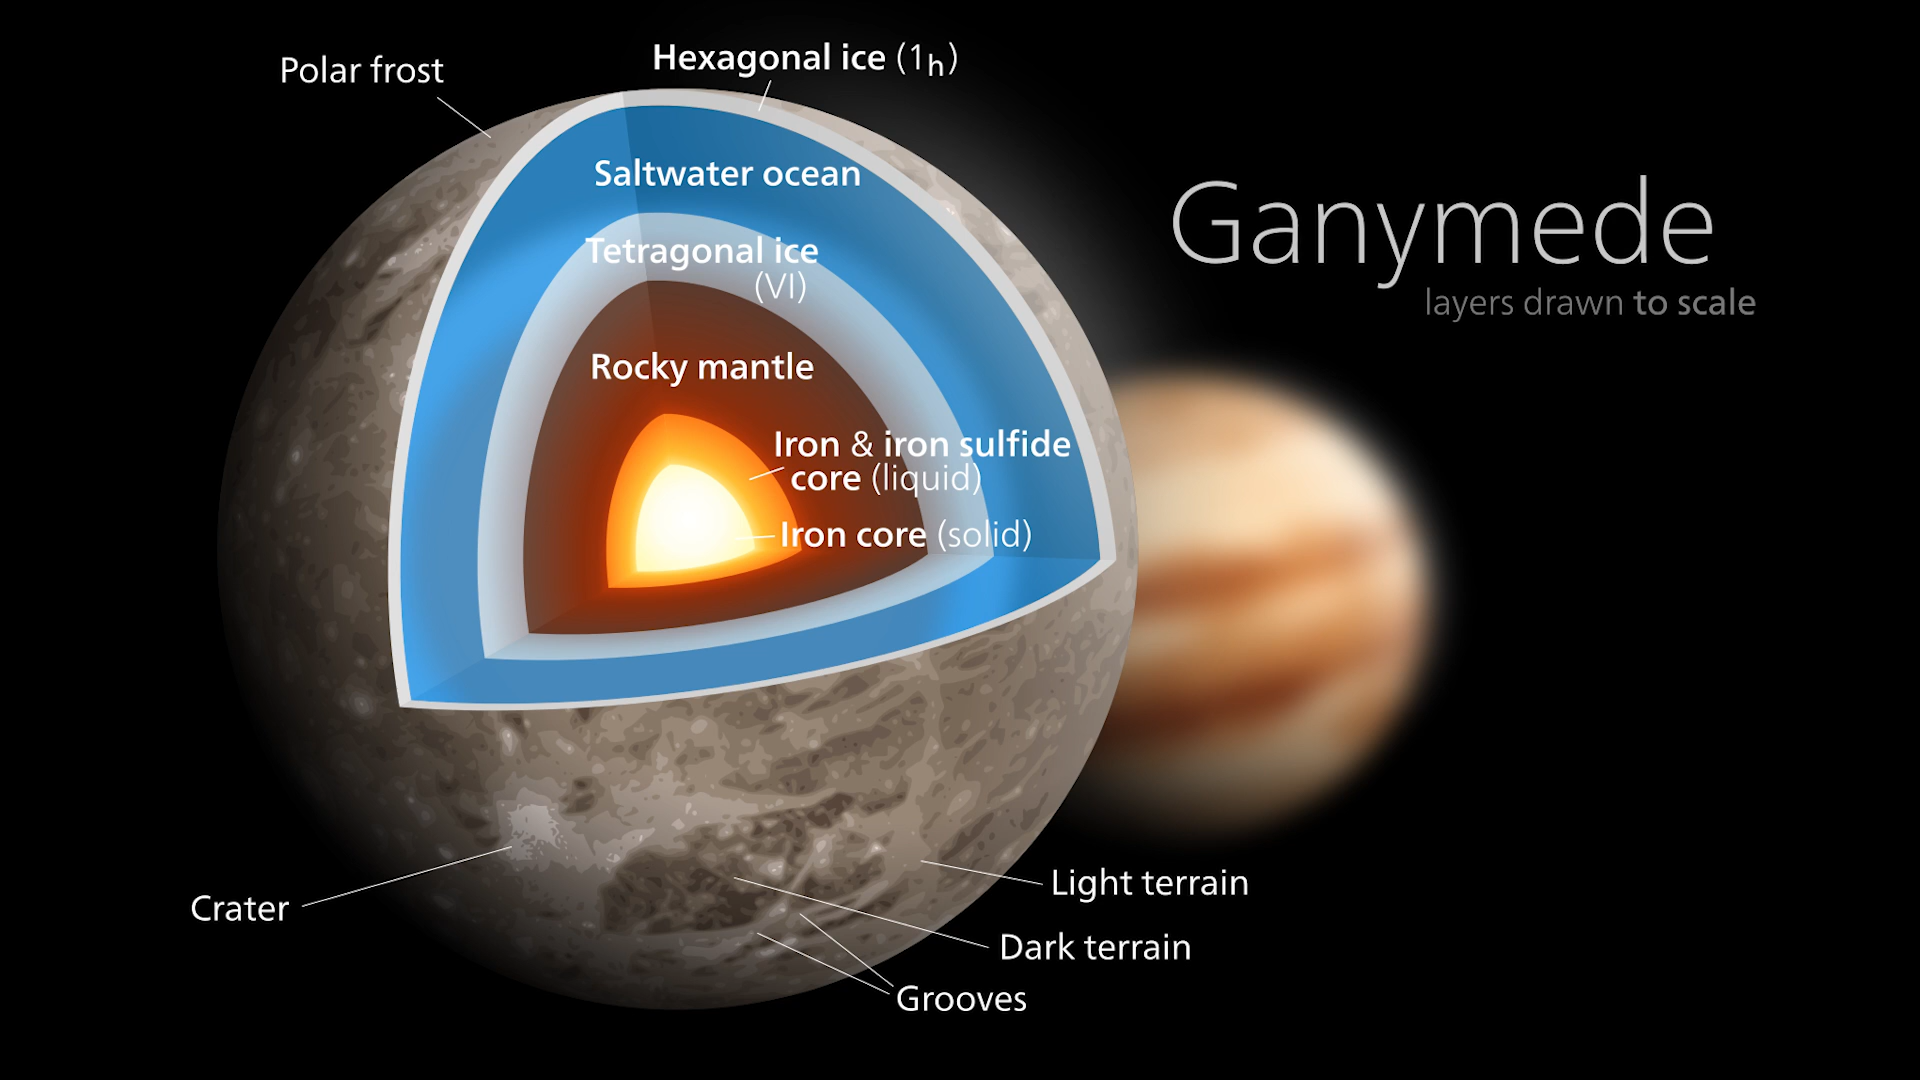 Polar frost
Hexagonal ice (1h)
Saltwater ocean
Tetragonal ice
(VI)
Rocky mantle
Iron & iron sulfide
core (liquid)
Iron core (solid)
Ganymede
layers drawn to scale
Crater
Light terrain
Dark terrain
Grooves